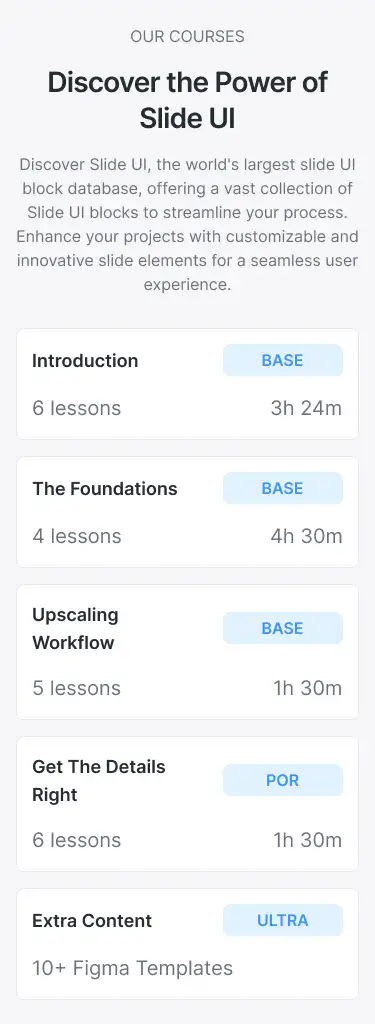 OUR COURSES
Discover the Power of
Slide UI
Discover Slide UI, the world's largest slide UI
block database, offering a vast collection of
Slide UI blocks to streamline your process.
Enhance your projects with customizable and
innovative slide elements for a seamless user
experience.
Introduction
BASE
6 lessons
3h 24m
The Foundations
BASE
4 lessons
4h 30m
Upscaling
Workflow
BASE
5 lessons
1h 30m
Get The Details
Right
POR
6 lessons
1h 30m
Extra Content
ULTRA
10+ Figma Templates